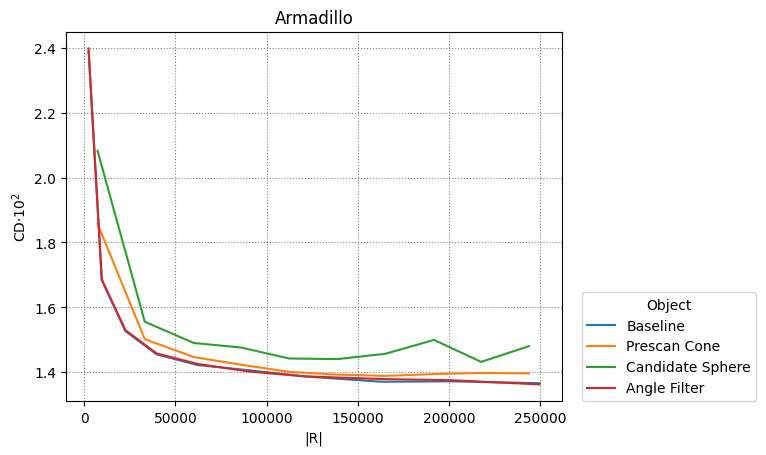 Armadillo
2.4
2.2
2.0
1.8
1.6
1.4
CD·10²
0 50000 100000 150000 200000 250000
|R|
Object
Baseline
Prescan Cone
Candidate Sphere
Angle Filter